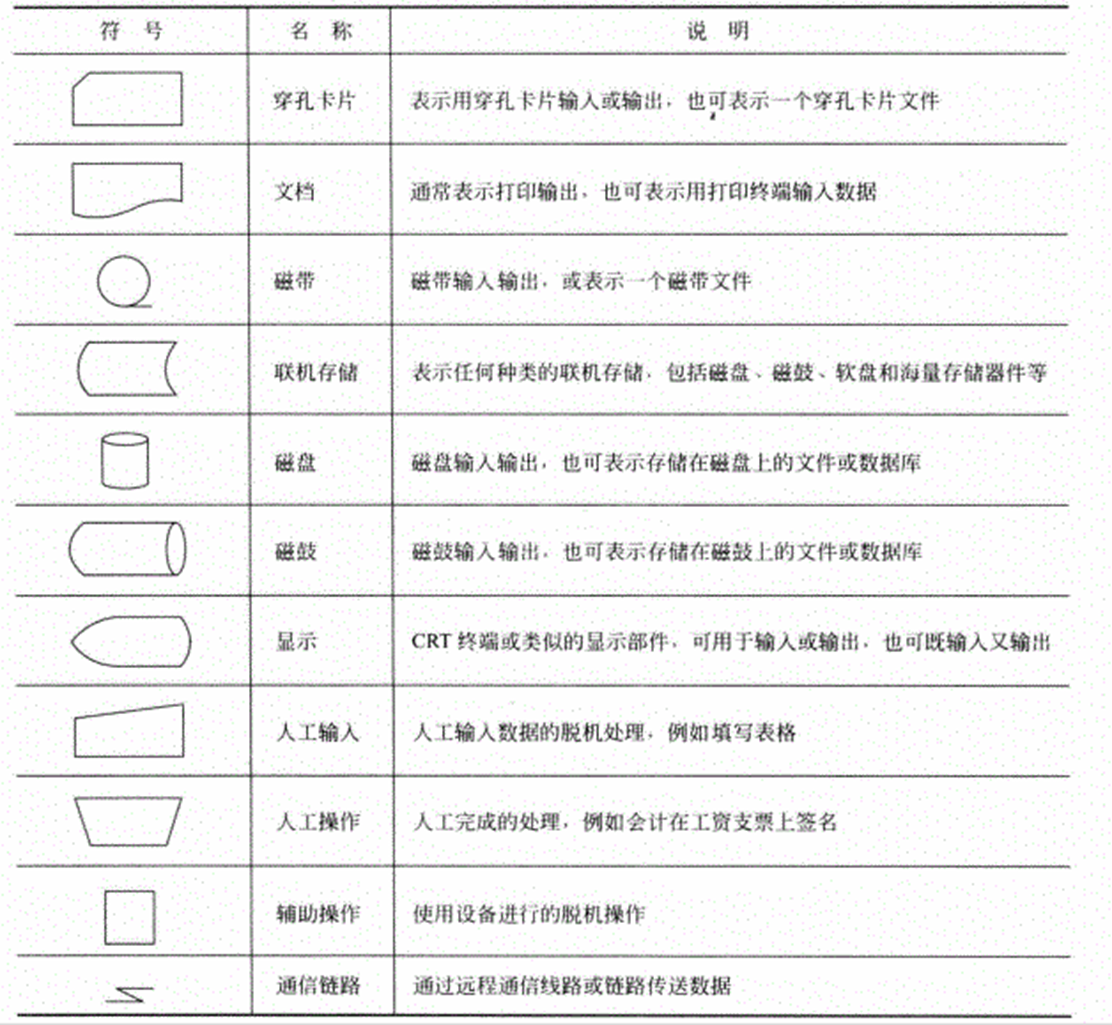 符 号 名 称 说 明
穿孔卡片 表示用穿孔卡片输入或输出，也可表示一个穿孔卡片文件
文档 通常表示打印输出，也可表示用打印终端输入数据
磁带 磁带输入输出，或表示一个磁带文件
联机存储 表示任何种类的联机存储，包括磁盘、磁鼓、软盘和海量存储器件等
磁盘 磁盘输入输出，也可表示存储在磁盘上的文件或数据库
磁鼓 磁鼓输入输出，也可表示存储在磁鼓上的文件或数据库
显示 CRT 终端或类似的显示部件，可用于输入或输出，也可既输入又输出
人工输入 人工输入数据的脱机处理，例如填写表格
人工操作 人工完成的处理，例如会计在工资支票上签名
辅助操作 使用设备进行的脱机操作
通信链路 通过远程通信线路或链路传送数据